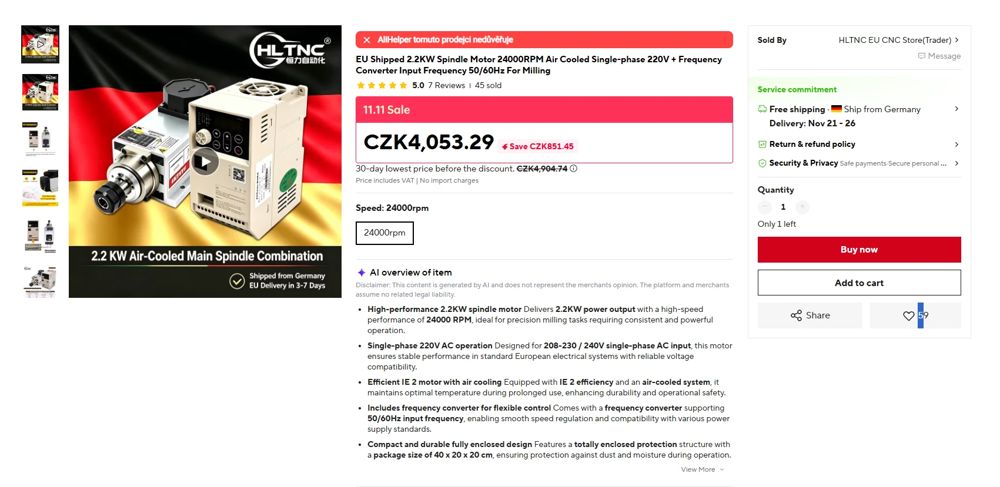 HLTNC®
恒力自动化
2.2 KW Air-Cooled Main Spindle Combination
Shipped from Germany
EU Delivery in 3-7 Days
AliHelper tomuto prodejci nedůvěřuje
EU Shipped 2.2KW Spindle Motor 24000RPM Air Cooled Single-phase 220V + Frequency
Converter Input Frequency 50/60Hz For Milling
5.0 7 Reviews | 45 sold
11.11 Sale
CZK4,053.29 Save CZK851.45
30-day lowest price before the discount. CZK4,904.74
Price includes VAT | No import charges
Speed: 24000rpm
24000rpm
AI overview of item
Disclaimer: This content is generated by AI and does not represent the merchants opinion. The platform and merchants
assume no related legal liability.
• High-performance 2.2KW spindle motor Delivers 2.2KW power output with a high-speed
performance of 24000 RPM, ideal for precision milling tasks requiring consistent and powerful
operation.
• Single-phase 220V AC operation Designed for 208-230 / 240V single-phase AC input, this motor
ensures stable performance in standard European electrical systems with reliable voltage
compatibility.
• Efficient IE 2 motor with air cooling Equipped with IE 2 efficiency and an air-cooled system, it
maintains optimal temperature during prolonged use, enhancing durability and operational safety.
• Includes frequency converter for flexible control Comes with a frequency converter supporting
50/60Hz input frequency, enabling smooth speed regulation and compatibility with various power
supply standards.
• Compact and durable fully enclosed design Features a totally enclosed protection structure with
a package size of 40 x 20 x 20 cm, ensuring protection against dust and moisture during operation.
View More
Sold By HLTNC EU CNC Store(Trader)
Message
Service commitment
Free shipping · Ship from Germany
Delivery: Nov 21 - 26
Return & refund policy
Security & Privacy Safe payments·Secure personal ...
Quantity
1
Only 1 left
Buy now
Add to cart
Share
59